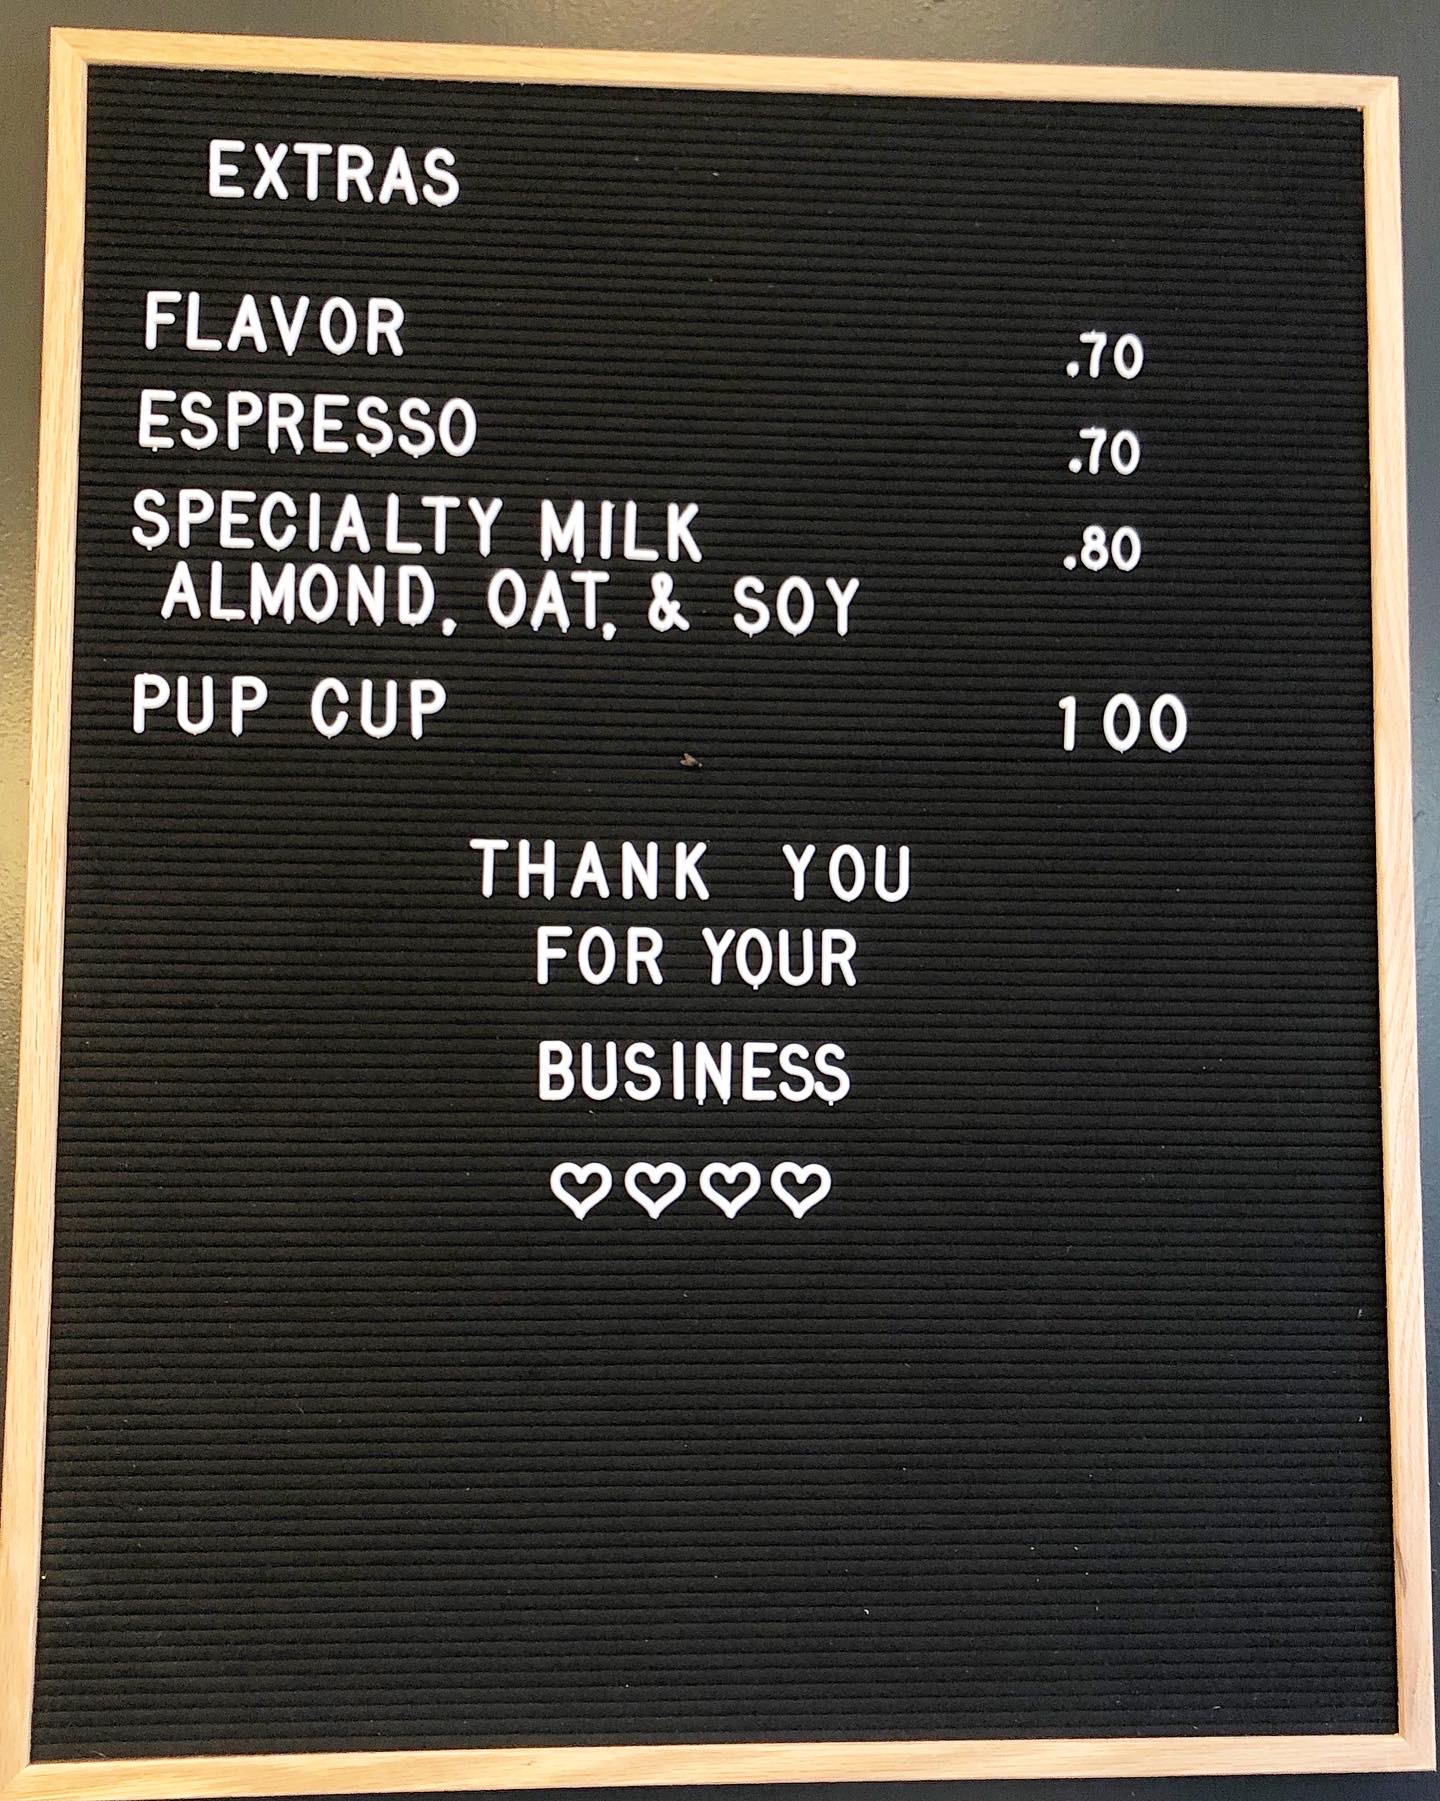 EXTRAS
FLAVOR .70
ESPRESSO .70
SPECIALTY MILK .80
ALMOND, OAT, & SOY
PUP CUP 100
THANK YOU
FOR YOUR
BUSINESS
♡♡♡♡